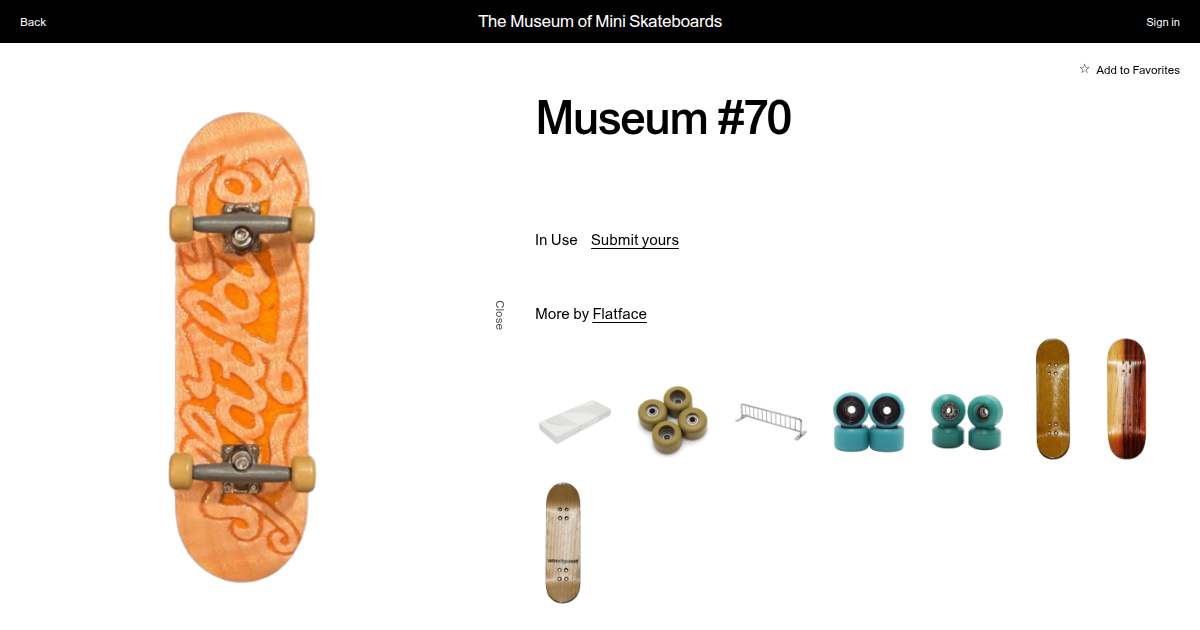 Back
The Museum of Mini Skateboards
Sign in
☆ Add to Favorites
Museum #70
In Use Submit yours
Close
More by Flatface